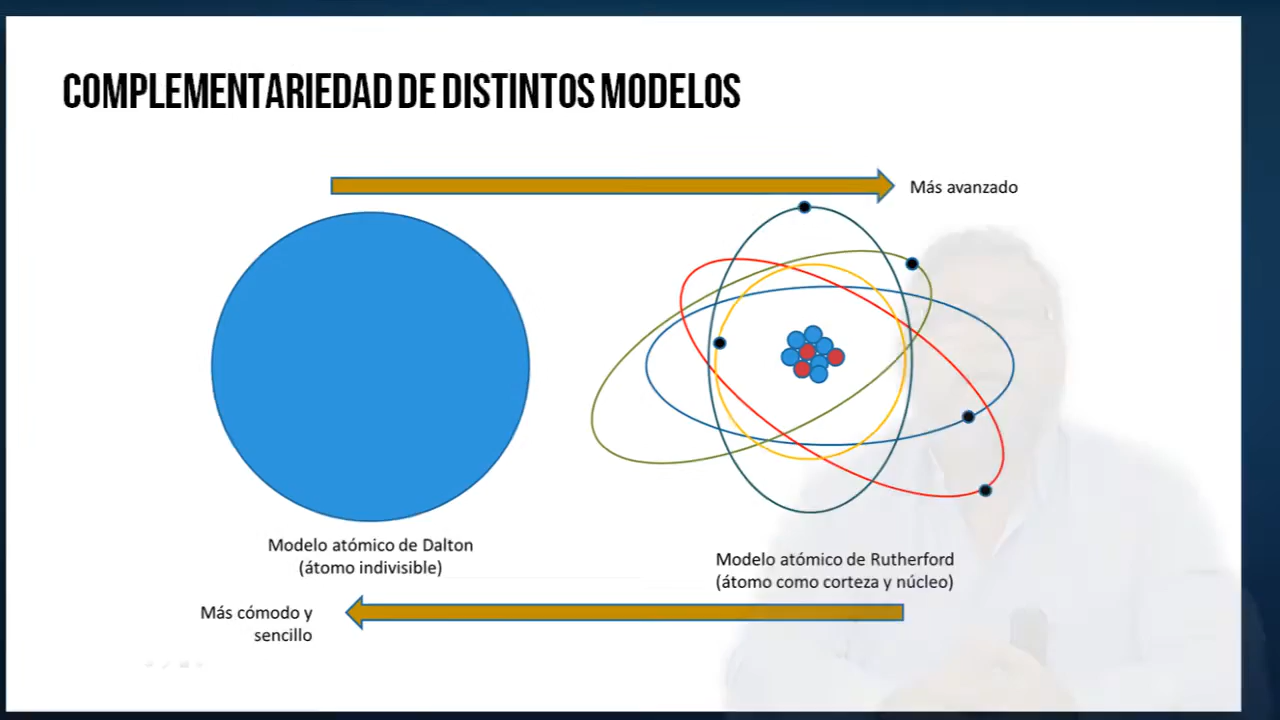 COMPLEMENTARIEDAD DE DISTINTOS MODELOS
Más avanzado
Modelo atómico de Dalton
(átomo indivisible)
Modelo atómico de Rutherford
(átomo como corteza y núcleo)
Más cómodo y
sencillo